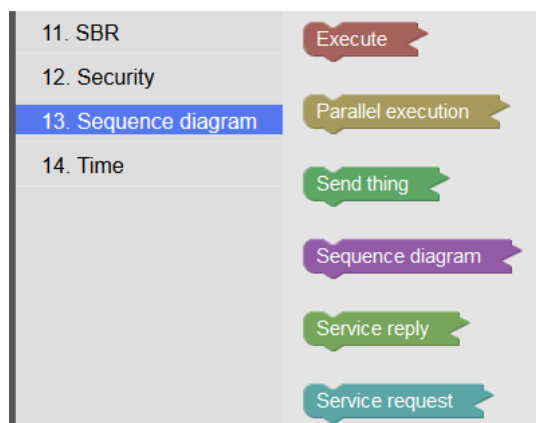 11. SBR
12. Security
13. Sequence diagram
14. Time
Execute
Parallel execution
Send thing
Sequence diagram
Service reply
Service request